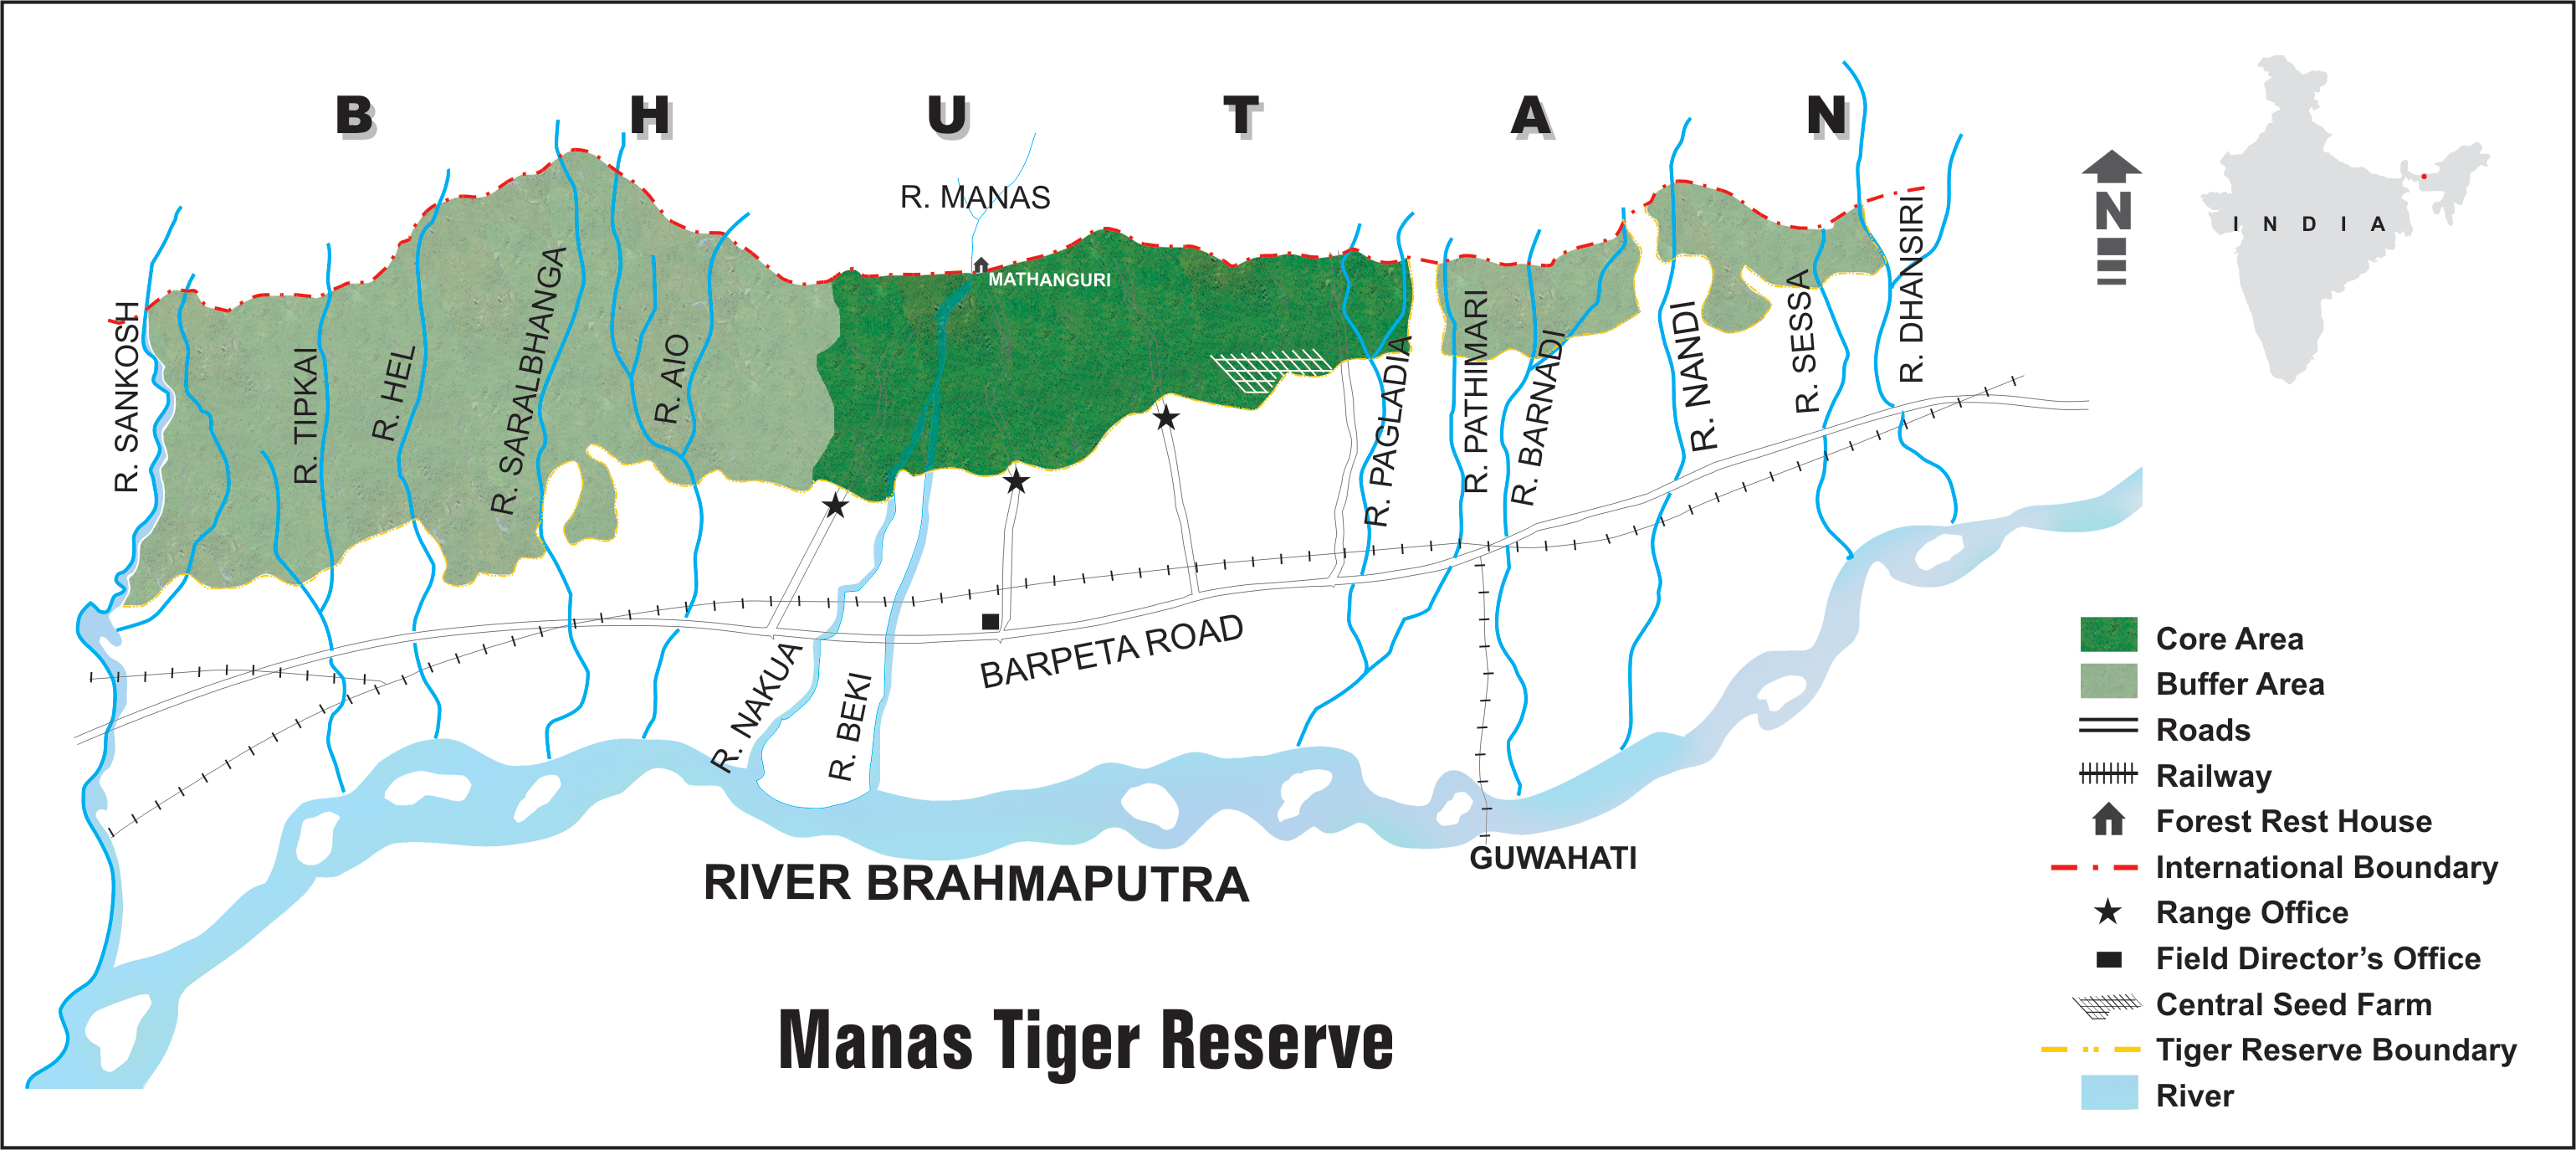 B H U T A N
R. MANAS
MATHANGURI
R. SANKOSH
R. TIPKAI
R. HEL
R. SARALBHANGA
R. AIO
R. PAGLADIA
R. PATHIMARI
R. BARNADI
R. NANDI
R. SESSA
R. DHANSIRI
N
INDIA
R. NAKUA
R. BEKI
BARPETA ROAD
RIVER BRAHMAPUTRA
GUWAHATI
Manas Tiger Reserve
Core Area
Buffer Area
Roads
Railway
Forest Rest House
International Boundary
Range Office
Field Director’s Office
Central Seed Farm
Tiger Reserve Boundary
River